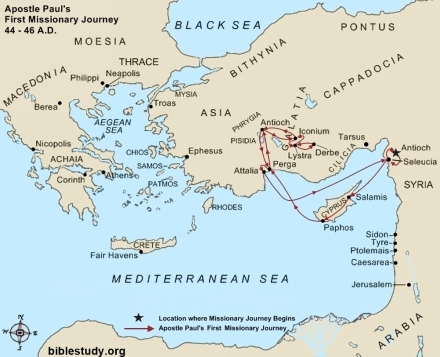 Apostle Paul's
First Missionary Journey
44 - 46 A.D.
BLACK SEA
PONTUS
MOESIA
BITHYNIA
THRACE
CAPPADOCIA
MACEDONIA
Philippi
Neapolis
MYSIA
Troas
Berea
ASIA
PHRYGIA
Antioch
GALATIA
AEGEAN
SEA
PISIDIA
Iconium
Tarsus
Antioch
Nicopolis
CHIOS
Ephesus
Lystra
Derbe
CILICIA
Seleucia
ACHAIA
Athens
SAMOS
Perga
Corinth
Attalia
SYRIA
PATMOS
CYPRUS
Salamis
RHODES
Paphos
CRETE
Fair Havens
Sidon
Tyre
Ptolemais
Caesarea
MEDITERRANEAN SEA
Jerusalem
ARABIA
N
Location where Missionary Journey Begins
Apostle Paul's First Missionary Journey
biblestudy.org